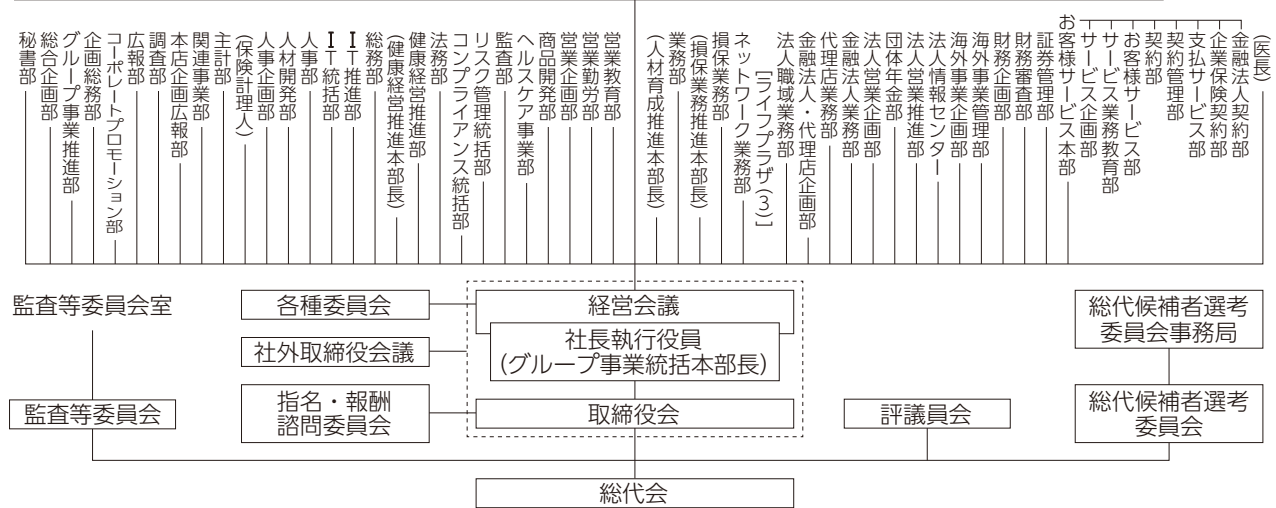 秘書部
総合企画部
グループ事業推進部
企画総務部
コーポレートプロモーション部
広報部
調査部
本店企画広報部
関連事業部
主計部
(保険計理人)
人事企画部
人材開発部
人事部
IT統括部
IT推進部
総務部
(健康経営推進本部長)
健康経営推進部
法務部
コンプライアンス統括部
リスク管理統括部
監査部
ヘルスケア事業部
商品開発部
営業企画部
営業勤労部
営業教育部
(人材育成推進本部長)
業務部
(損保業務推進本部長)
損保業務部
ネットワーク業務部
[ライフプラザ(3)]
法人職域業務部
金融法人・代理店企画部
代理店業務部
金融法人業務部
法人営業企画部
団体年金部
法人営業推進部
法人情報センター
海外事業企画部
海外事業管理部
財務企画部
財務審査部
証券管理部
お客様サービス本部
サービス企画部
サービス業務教育部
お客様サービス部
契約部
契約管理部
支払サービス部
企業保険契約部
金融法人契約部
(医長)
監査等委員会室
各種委員会
経営会議
総代候補者選考
委員会事務局
社外取締役会議
社長執行役員
(グループ事業統括本部長)
監査等委員会
指名・報酬
諮問委員会
取締役会
評議員会
総代候補者選考
委員会
総代会